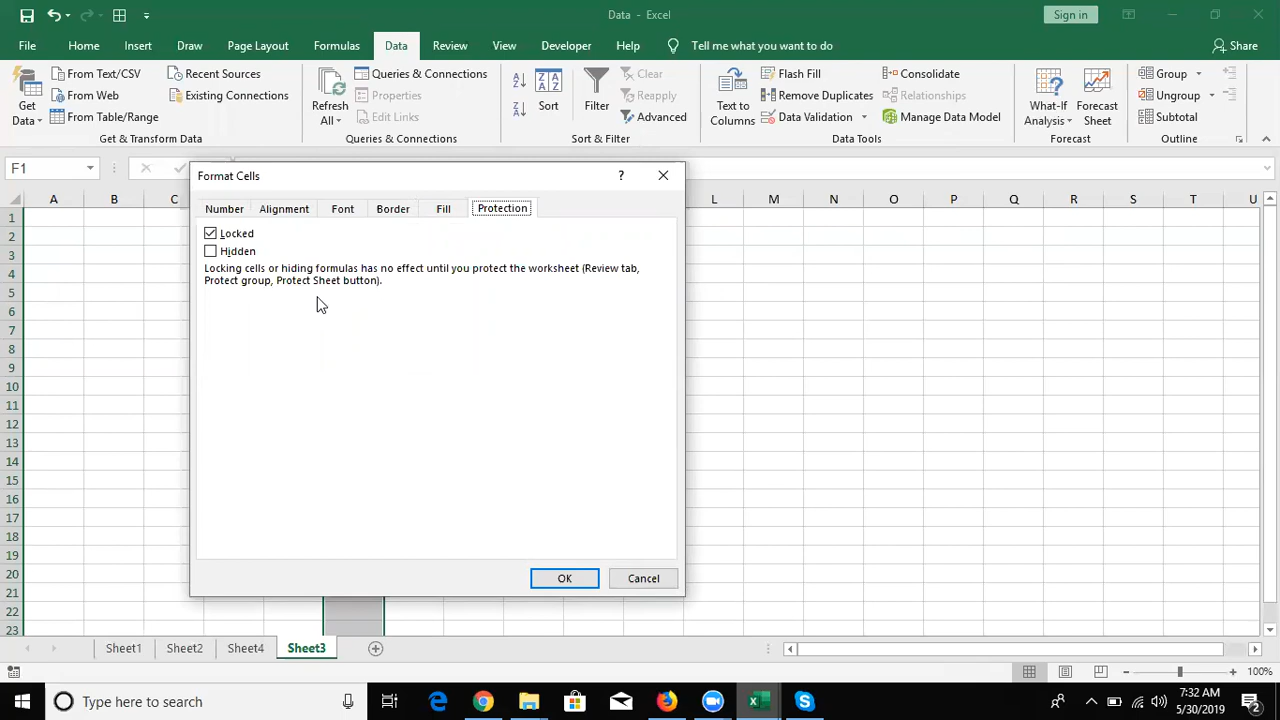 Data - Excel
Sign in
File Home Insert Draw Page Layout Formulas Data Review View Developer Help Tell me what you want to do Share
Get Data
From Text/CSV
From Web
From Table/Range
Recent Sources
Existing Connections
Get & Transform Data
Refresh All
Queries & Connections
Properties
Edit Links
Queries & Connections
Sort
Filter
Clear
Reapply
Advanced
Sort & Filter
Text to Columns
Flash Fill
Remove Duplicates
Data Validation
Consolidate
Relationships
Manage Data Model
Data Tools
What-If Analysis
Forecast Sheet
Forecast
Group
Ungroup
Subtotal
Outline
F1
A B C L M N O P Q R S T U
1
2
3
4
5
6
7
8
9
10
11
12
13
14
15
16
17
18
19
20
21
22
23
Format Cells
?
Number Alignment Font Border Fill Protection
Locked
Hidden
Locking cells or hiding formulas has no effect until you protect the worksheet (Review tab,
Protect group, Protect Sheet button).
OK Cancel
Sheet1 Sheet2 Sheet4 Sheet3
100%
Type here to search
7:32 AM
5/30/2019
2